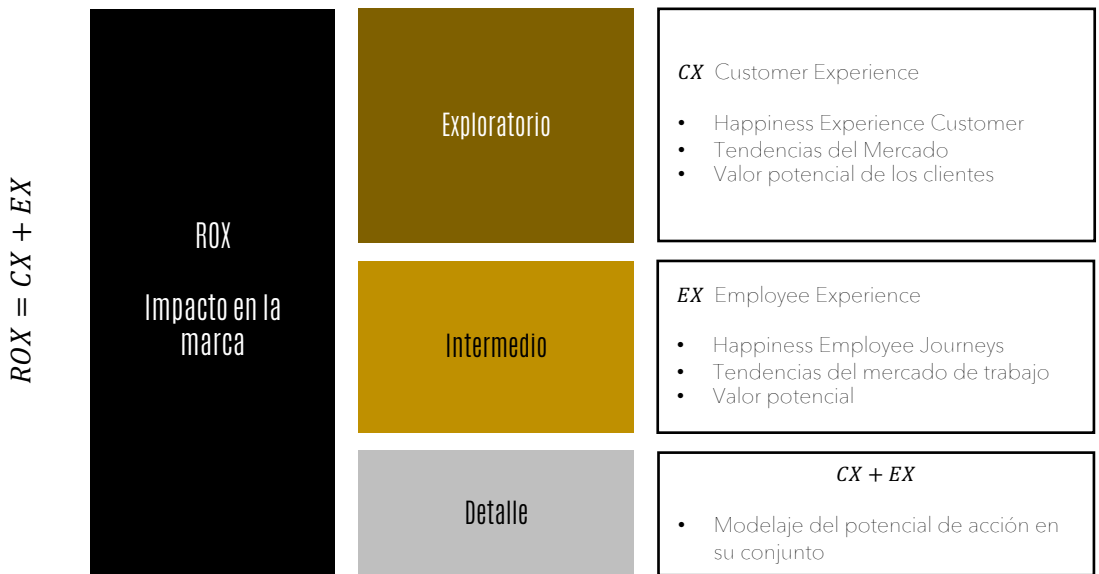 ROX = CX + EX
ROX
Impacto en la
marca
Exploratorio
CX Customer Experience
• Happiness Experience Customer
• Tendencias del Mercado
• Valor potencial de los clientes
Intermedio
EX Employee Experience
• Happiness Employee Journeys
• Tendencias del mercado de trabajo
• Valor potencial
Detalle
CX + EX
• Modelaje del potencial de acción en
su conjunto